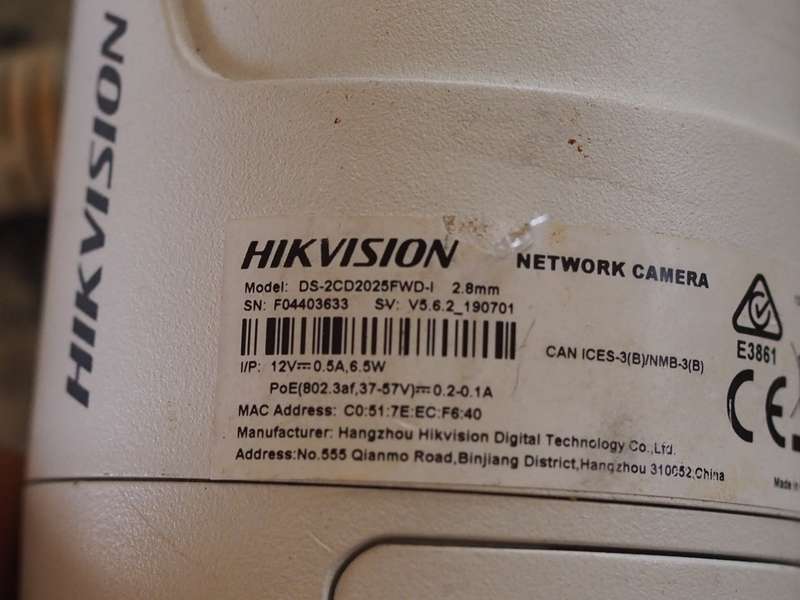 HIKVISION
HIKVISION
NETWORK CAMERA
Model: DS-2CD2025FWD-I 2.8mm
SN: F04403633 SV: V5.6.2_190701
I/P: 12V⎓0.5A,6.5W
PoE(802.3af,37-57V)⎓0.2-0.1A
CAN ICES-3(B)/NMB-3(B)
E3861
CE
MAC Address: C0:51:7E:EC:F6:40
Manufacturer: Hangzhou Hikvision Digital Technology Co.,Ltd.
Address:No.555 Qianmo Road,Binjiang District,Hangzhou 310052,China
Made in